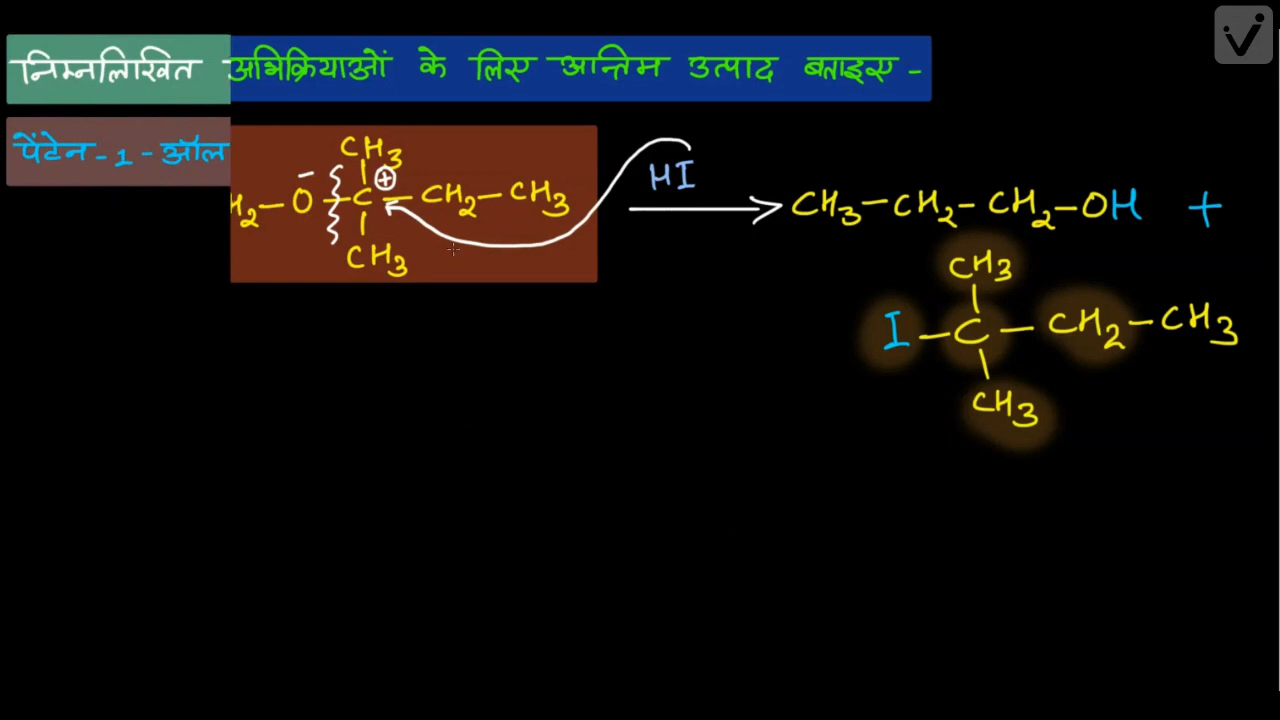 निम्नलिखित अभिक्रियाओं के लिए अन्तिम उत्पाद बताइए -
पेंटेन-1-ऑल
CH3
H2-O - C ⊕ - CH2-CH3
CH3
HI
CH3-CH2-CH2-OH +
CH3
I-C-CH2-CH3
CH3